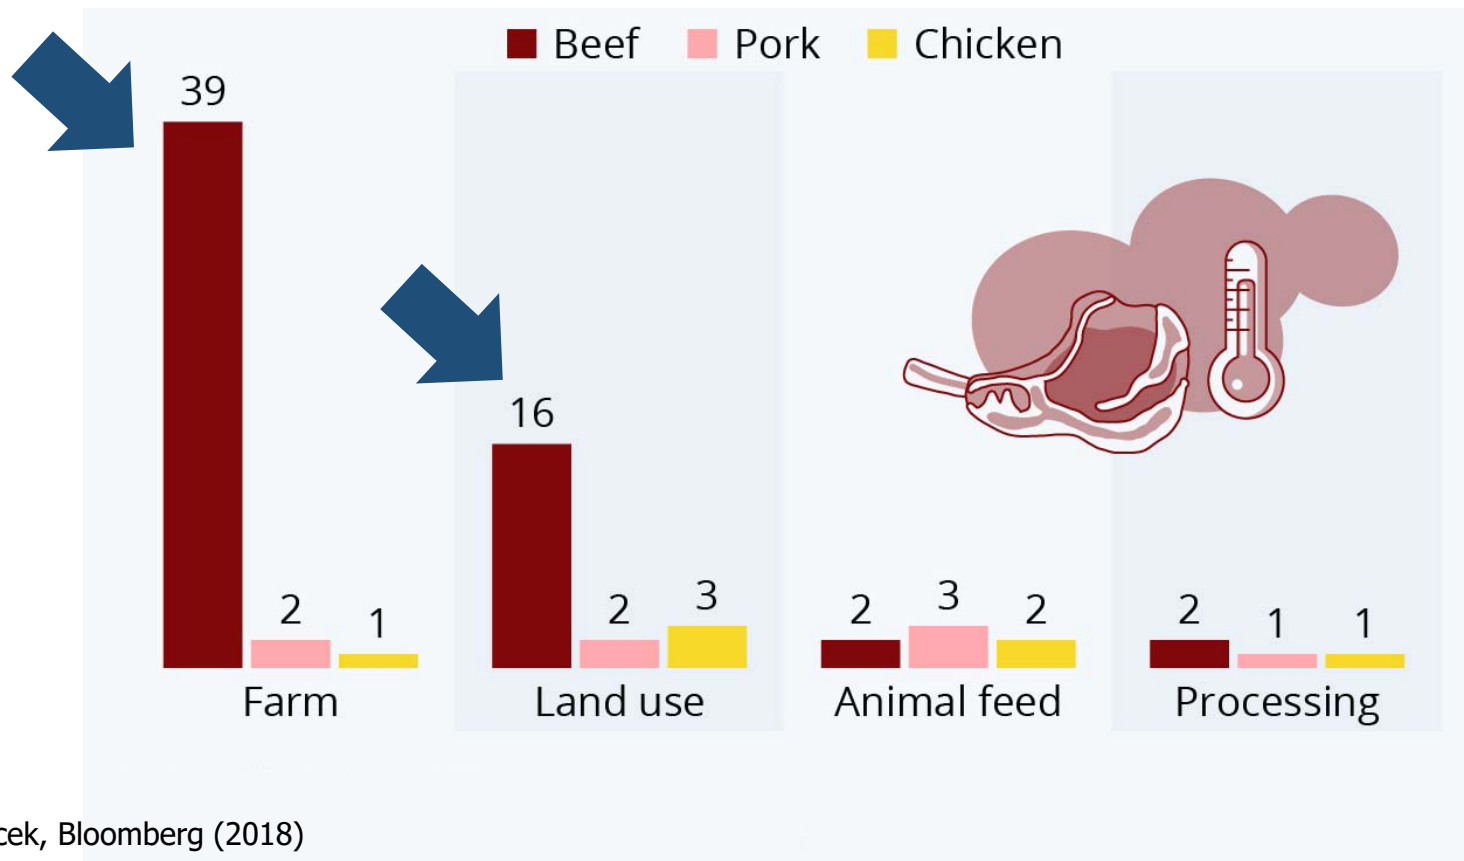 Beef Pork Chicken
39
16
2 1
2 3
2 3 2
2 1 1
Farm Land use Animal feed Processing
Bloomberg (2018)